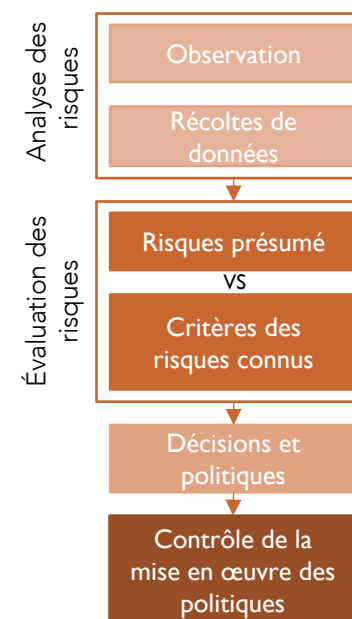 Analyse des
risques
Observation
Récoltes de
données
Évaluation des
risques
Risques présumé
vs
Critères des
risques connus
Décisions et
politiques
Contrôle de la
mise en œuvre des
politiques